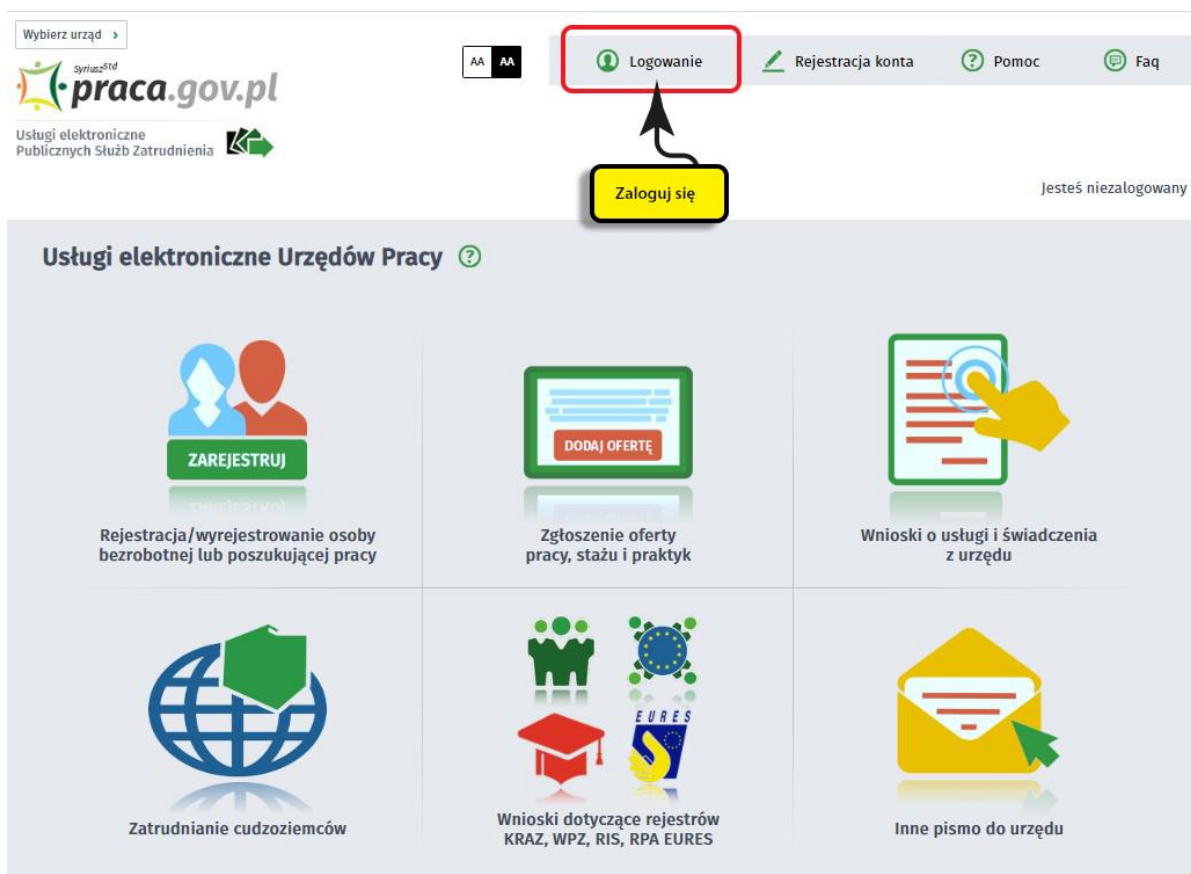 Wybierz urząd
AA AA
Logowanie
Rejestracja konta
Pomoc
Faq
Syriusz Std
praca.gov.pl
Usługi elektroniczne
Publicznych Służb Zatrudnienia
Zaloguj się
Jesteś niezalogowany
Usługi elektroniczne Urzędów Pracy
ZAREJESTRUJ
Rejestracja/wyrejestrowanie osoby
bezrobotnej lub poszukującej pracy
DODAJ OFERTĘ
Zgłoszenie oferty
pracy, stażu i praktyk
Wnioski o usługi i świadczenia
z urzędu
Zatrudnianie cudzoziemców
EURES
Wnioski dotyczące rejestrów
KRAZ, WPZ, RIS, RPA EURES
Inne pismo do urzędu